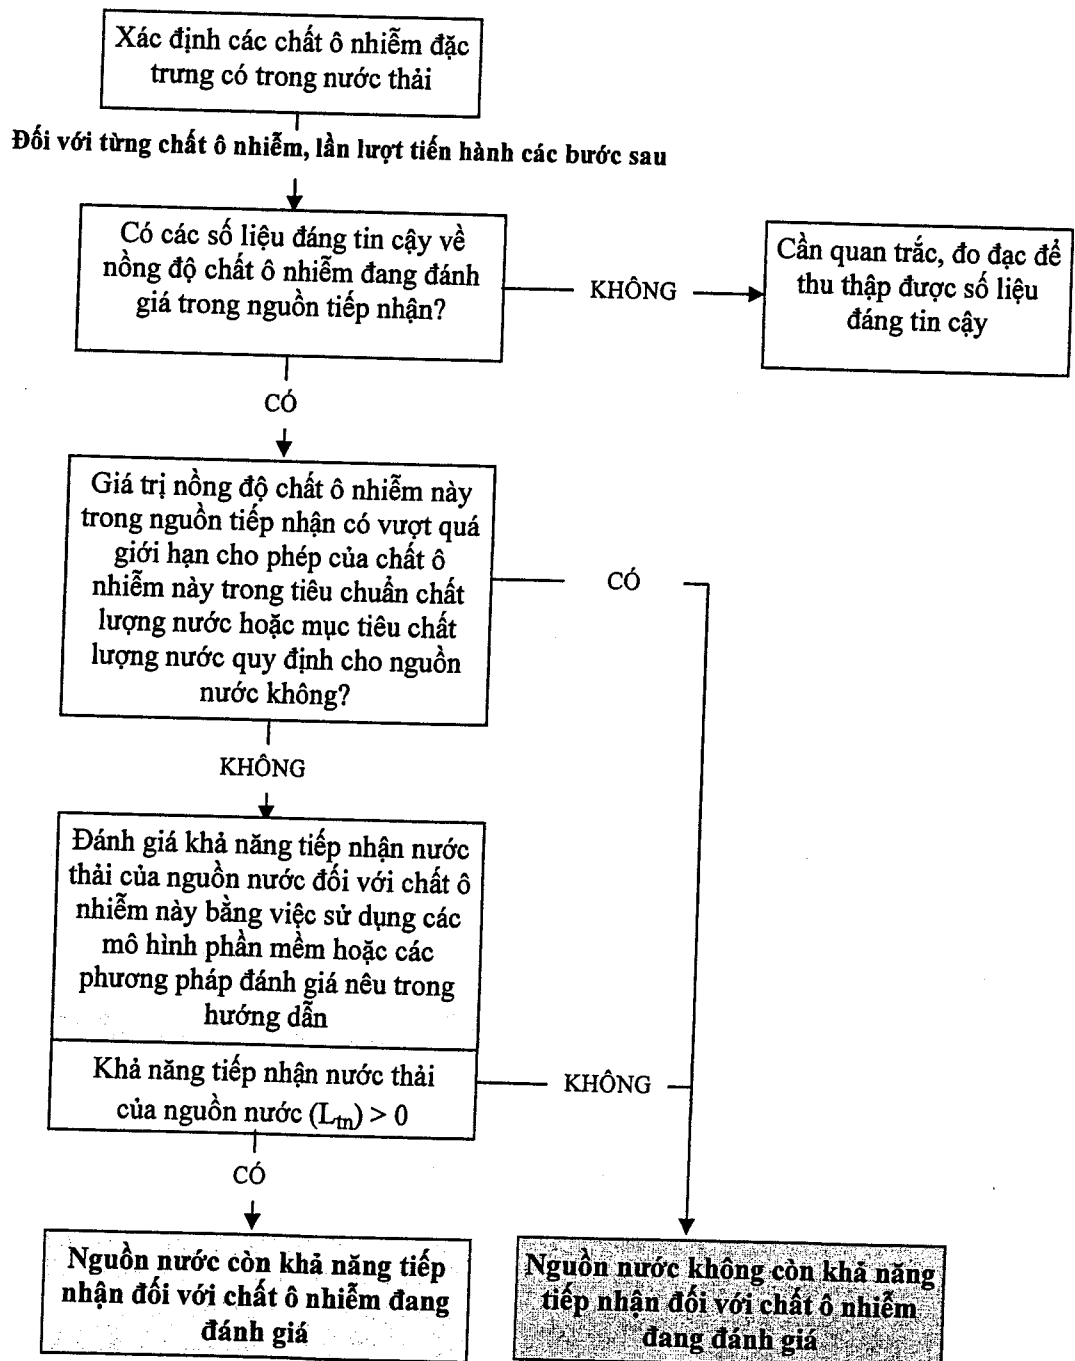 Xác định các chất ô nhiễm đặc
trưng có trong nước thải
Đối với từng chất ô nhiễm, lần lượt tiến hành các bước sau
Có các số liệu đáng tin cậy về
nồng độ chất ô nhiễm đang đánh
giá trong nguồn tiếp nhận?
KHÔNG
Cần quan trắc, đo đạc để
thu thập được số liệu
đáng tin cậy
CÓ
Giá trị nồng độ chất ô nhiễm này
trong nguồn tiếp nhận có vượt quá
giới hạn cho phép của chất ô
nhiễm này trong tiêu chuẩn chất
lượng nước hoặc mục tiêu chất
lượng nước quy định cho nguồn
nước không?
CÓ
KHÔNG
Đánh giá khả năng tiếp nhận nước
thải của nguồn nước đối với chất ô
nhiễm này bằng việc sử dụng các
mô hình phần mềm hoặc các
phương pháp đánh giá nêu trong
hướng dẫn
Khả năng tiếp nhận nước thải
của nguồn nước (Ltn) > 0
KHÔNG
CÓ
Nguồn nước còn khả năng tiếp
nhận đối với chất ô nhiễm đang
đánh giá
Nguồn nước không còn khả năng
tiếp nhận đối với chất ô nhiễm
đang đánh giá